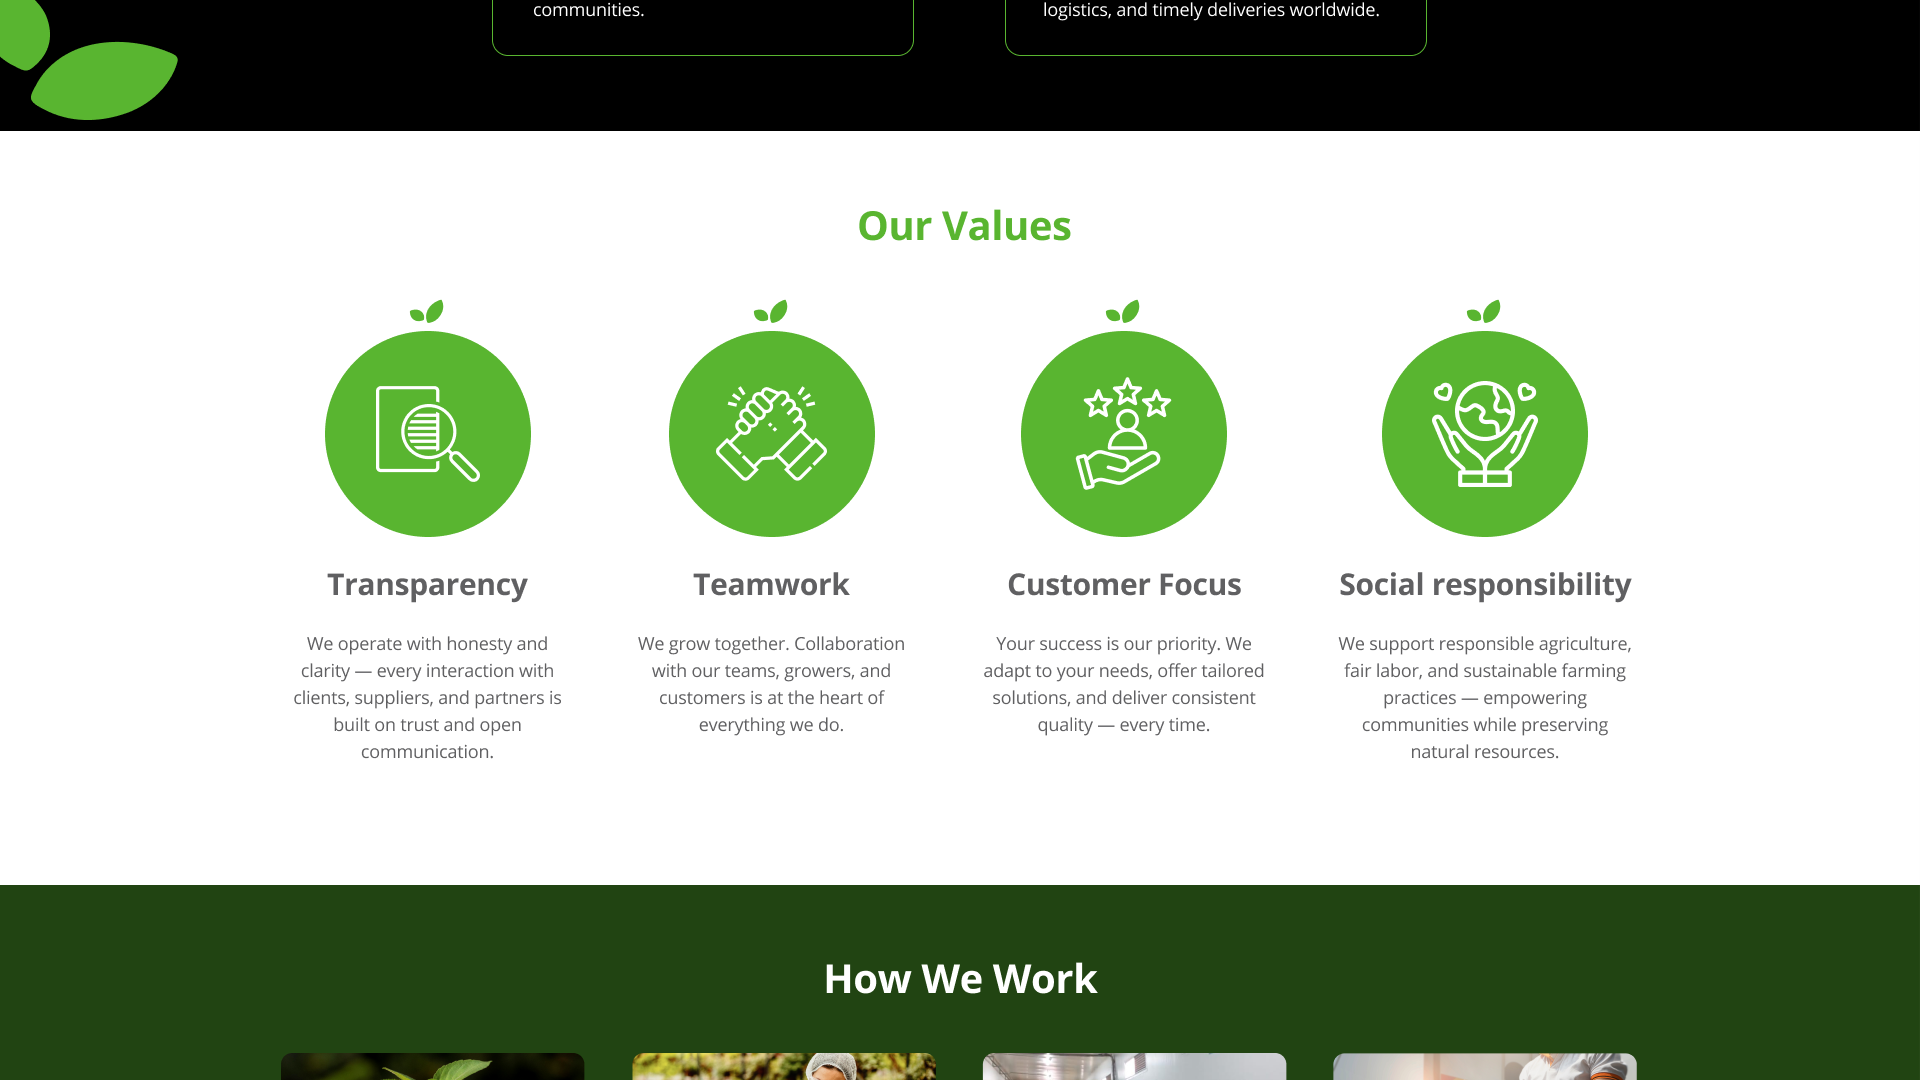 communities.
logistics, and timely deliveries worldwide.
Our Values
Transparency
We operate with honesty and
clarity — every interaction with
clients, suppliers, and partners is
built on trust and open
communication.
Teamwork
We grow together. Collaboration
with our teams, growers, and
customers is at the heart of
everything we do.
Customer Focus
Your success is our priority. We
adapt to your needs, offer tailored
solutions, and deliver consistent
quality — every time.
Social responsibility
We support responsible agriculture,
fair labor, and sustainable farming
practices — empowering
communities while preserving
natural resources.
How We Work